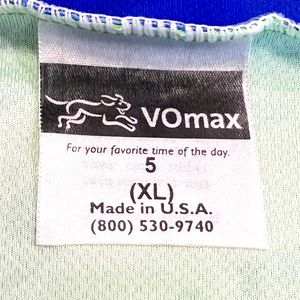 VOmax
For your favorite time of the day.
5
(XL)
Made in U.S.A.
(800) 530-9740